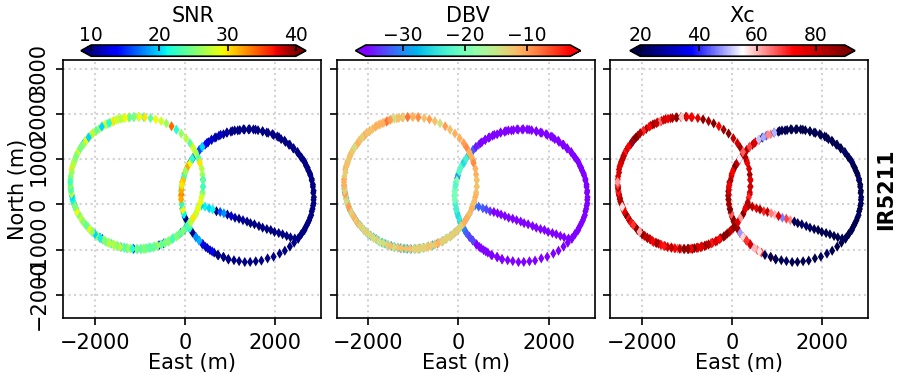 SNR DBV Xc
10 20 30 40 −30 −20 −10 20 40 60 80
3000
2000
1000
0
−1000
−2000
North (m)
IR5211
−2000 0 2000 −2000 0 2000 −2000 0 2000
East (m) East (m) East (m)